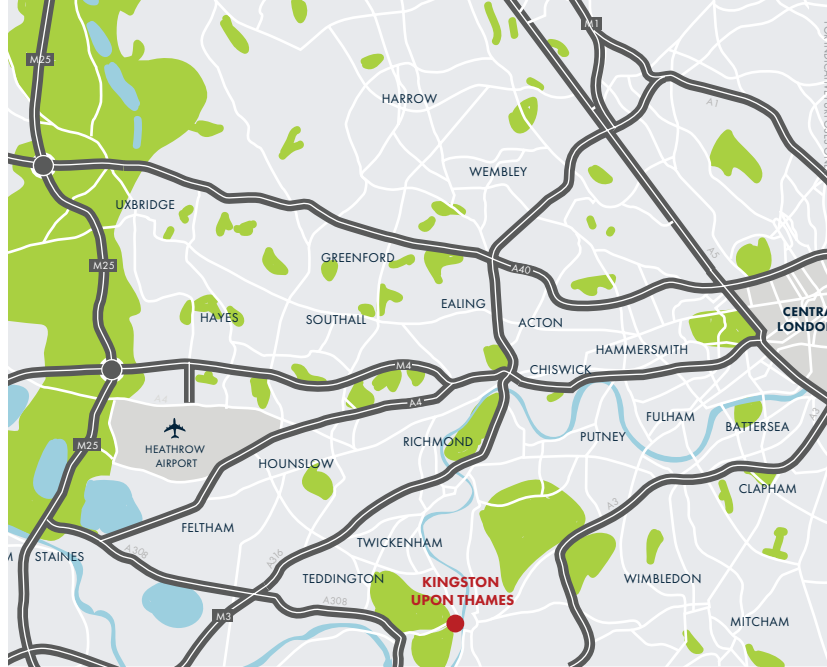 M1
M25
A1
HARROW
WEMBLEY
UXBRIDGE
GREENFORD
A5
M25
A40
EALING
HAYES
SOUTHALL
ACTON
CENTRA
LONDO
HAMMERSMITH
M4
CHISWICK
A4
A4
A3
FULHAM
BATTERSEA
HEATHROW
AIRPORT
M25
RICHMOND
PUTNEY
HOUNSLOW
CLAPHAM
A3
FELTHAM
TWICKENHAM
M
STAINES
A308
A316
TEDDINGTON
KINGSTON
UPON THAMES
WIMBLEDON
A308
M3
MITCHAM